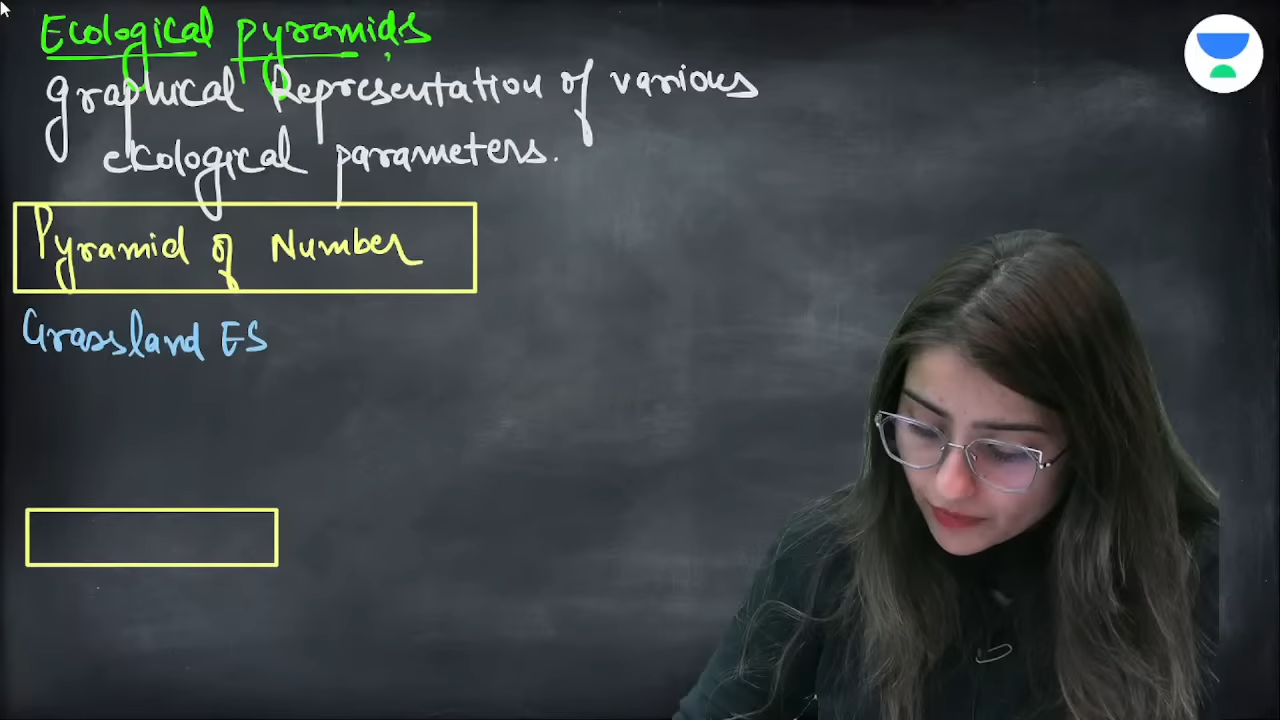 Ecological pyramids
Graphical Representation of various
ecological parameters.
Pyramid of Number
Grassland ES